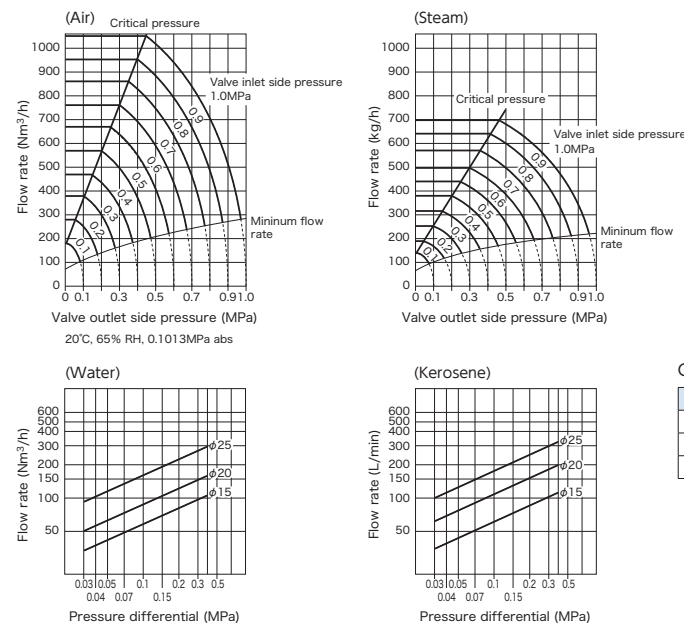 (Air)
Critical pressure
Flow rate (Nm³/h)
1000
900
800
700
600
500
400
300
200
100
0
Valve inlet side pressure
1.0MPa
0.9
0.8
0.7
0.6
0.5
0.4
0.3
0.2
0.1
Mininum flow
rate
0 0.1 0.3 0.5 0.7 0.91.0
Valve outlet side pressure (MPa)
20℃, 65% RH, 0.1013MPa abs
(Steam)
Critical pressure
Flow rate (kg/h)
1000
900
800
700
600
500
400
300
200
100
0
Valve inlet side pressure
1.0MPa
0.9
0.8
0.7
0.6
0.5
0.4
0.3
0.2
0.1
Mininum flow
rate
0 0.1 0.3 0.5 0.7 0.91.0
Valve outlet side pressure (MPa)
(Water)
Flow rate (Nm³/h)
600
500
400
300
200
150
100
50
φ25
φ20
φ15
0.03 0.05 0.1 0.2 0.3 0.5
0.04 0.07 0.15
Pressure differential (MPa)
(Kerosene)
Flow rate (L/min)
600
500
400
300
200
150
100
50
φ25
φ20
φ15
0.03 0.05 0.1 0.2 0.3 0.5
0.04 0.07 0.15
Pressure differential (MPa)